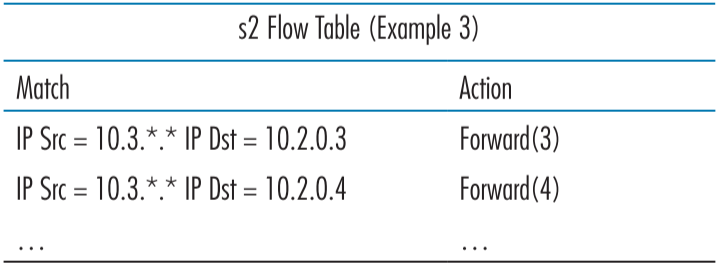 s2 Flow Table (Example 3)
Match Action
IP Src = 10.3.*.* IP Dst = 10.2.0.3 Forward(3)
IP Src = 10.3.*.* IP Dst = 10.2.0.4 Forward(4)
... ...